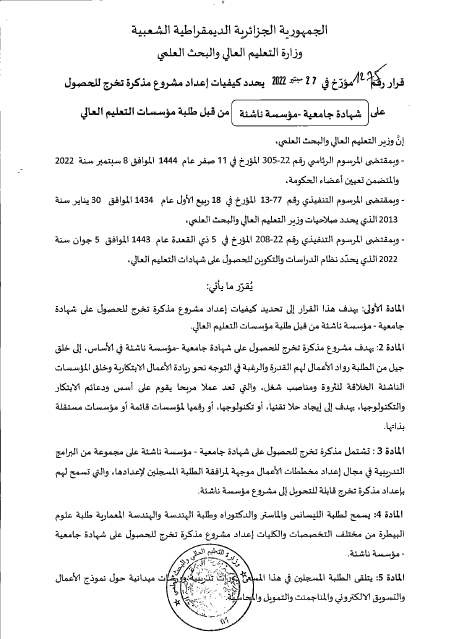 الجمهورية الجزائرية الديمقراطية الشعبية
وزارة التعليم العالي والبحث العلمي
قرار رقم 1275 مؤرّخ في 27 سبتمبر 2022 يحدد كيفيات إعداد مشروع مذكرة تخرج للحصول
على شهادة جامعية -مؤسسة ناشئة من قبل طلبة مؤسسات التعليم العالي
إنّ وزير التعليم العالي والبحث العلمي،
- وبمقتضى المرسوم الرئاسي رقم 22-305 المؤرخ في 11 صفر عام 1444 الموافق 8 سبتمبر سنة 2022
والمتضمن تعيين أعضاء الحكومة،
- وبمقتضى المرسوم التنفيذي رقم 13-77 المؤرخ في 18 ربيع الأول عام 1434 الموافق 30 يناير سنة
2013 الذي يحدد صلاحيات وزير التعليم العالي والبحث العلمي،
- وبمقتضى المرسوم التنفيذي رقم 22-208 المؤرخ في 5 ذي القعدة عام 1443 الموافق 5 جوان سنة
2022 الذي يحدّد نظام الدراسات والتكوين للحصول على شهادات التعليم العالي،
يُقرّر ما يأتي:
المادة الأولى: يهدف هذا القرار إلى تحديد كيفيات إعداد مشروع مذكرة تخرج للحصول على شهادة
جامعية - مؤسسة ناشئة من قبل طلبة مؤسسات التعليم العالي.
المادة 2: يهدف مشروع مذكرة تخرج للحصول على شهادة جامعية -مؤسسة ناشئة في الأساس، إلى خلق
جيل من الطلبة رواد الأعمال لهم القدرة والرغبة في التوجه نحو ريادة الأعمال الابتكارية وخلق المؤسسات
الناشئة الخلاقة للثروة ومناصب شغل، والتي تعد عملا مربحا يقوم على أسس ودعائم الابتكار
والتكنولوجيا، يهدف إلى إيجاد حلا تقنيا، أو تكنولوجيا، أو رقميا لمؤسسات قائمة أو مؤسسات مستقلة
بذاتها.
المادة 3 : تشتمل مذكرة تخرج للحصول على شهادة جامعية - مؤسسة ناشئة على مجموعة من البرامج
التدريبية في مجال إعداد مخططات الأعمال موجهة لمرافقة الطلبة المسجلين لإعدادها، والتي تسمح لهم
بإعداد مذكرة تخرج قابلة للتحويل إلى مشروع مؤسسة ناشئة.
المادة 4: يسمح لطلبة الليسانس والماستر والدكتوراه وطلبة الهندسة والهندسة المعمارية طلبة علوم
البيطرة من مختلف التخصصات والكليات إعداد مشروع مذكرة تخرج للحصول على شهادة جامعية
- مؤسسة ناشئة.
المادة 5: يتلقى الطلبة المسجلين في هذا تدريبية ميدانية حول نموذج الأعمال
والتسويق الالكتروني والمناجمنت والتمويل والمحاسبة.
وزارة التعليم العالي والبحث العلمي
01